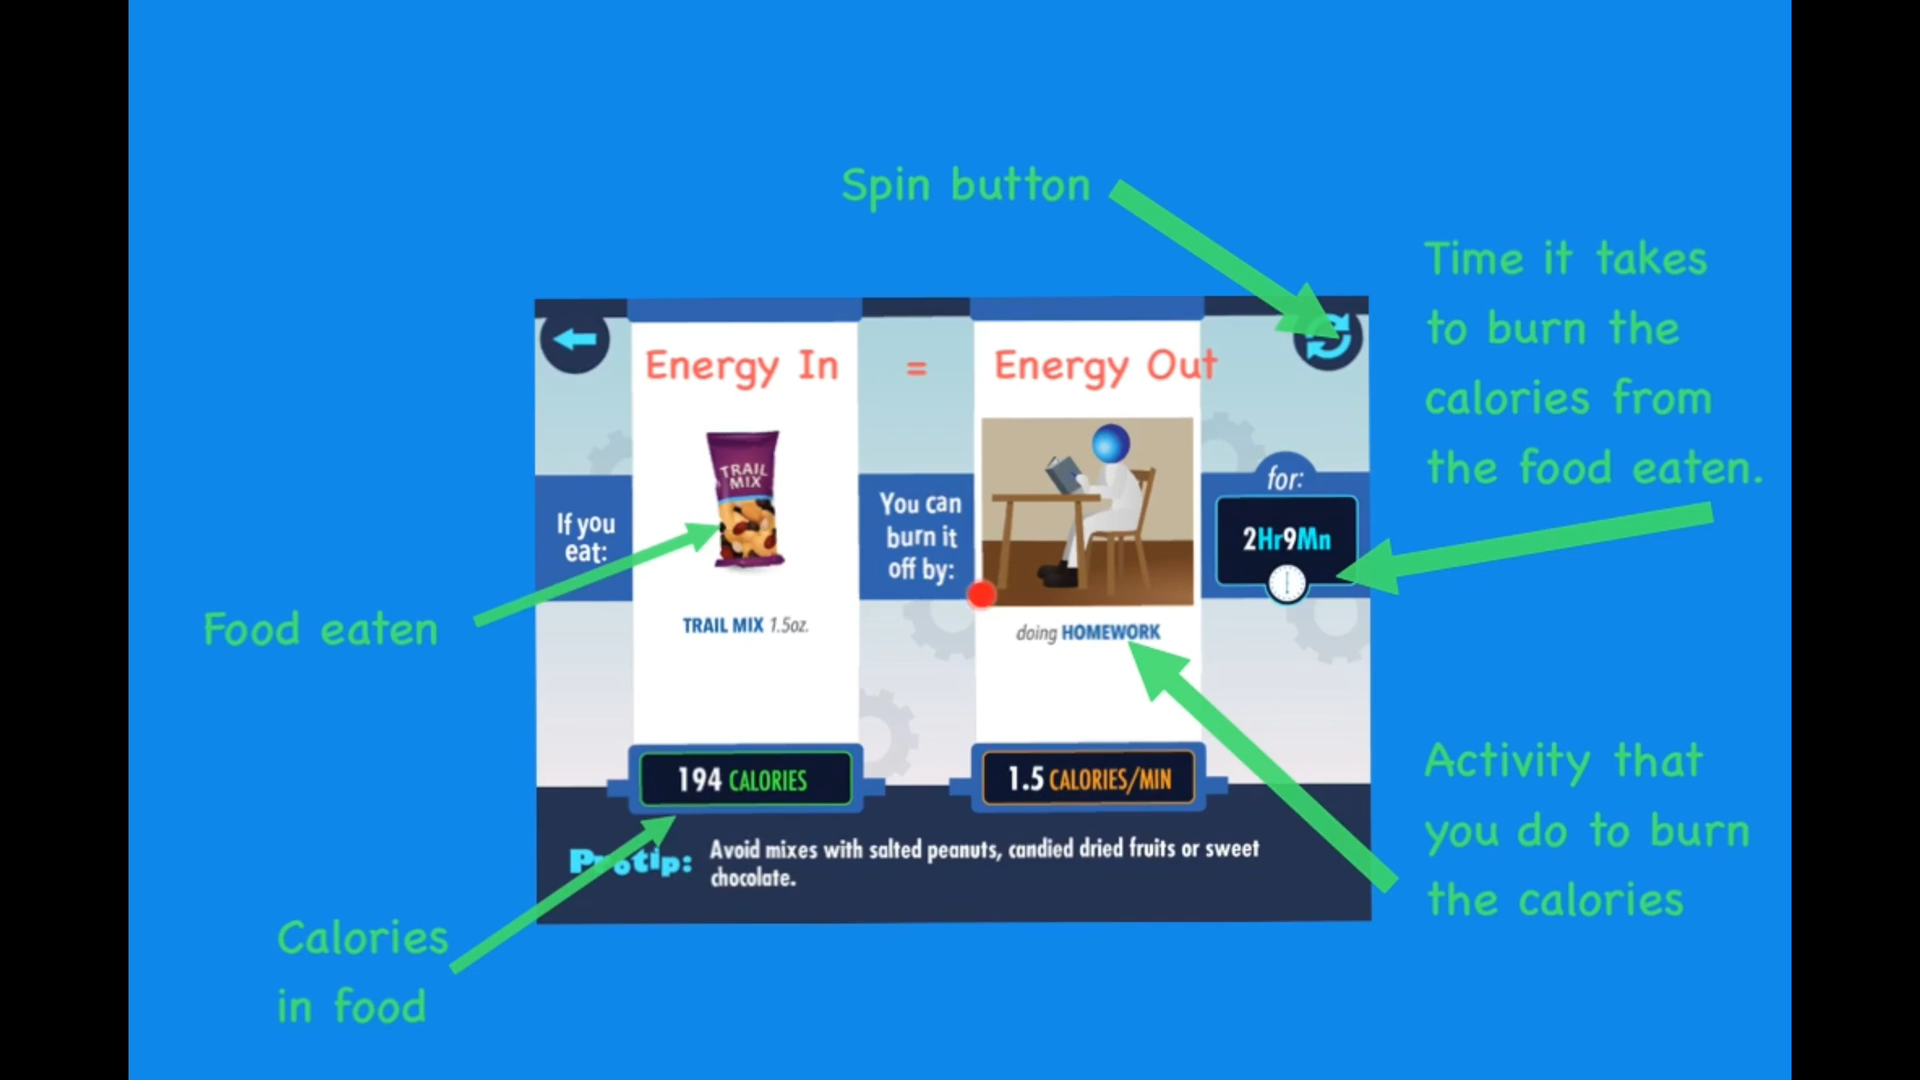 Spin button
Time it takes
to burn the
calories from
the food eaten.
Energy In = Energy Out
TRAIL
MIX
If you
eat:
You can
burn it
off by:
for:
2Hr9Mn
Food eaten
TRAIL MIX 1.5oz.
doing HOMEWORK
194 CALORIES
1.5 CALORIES/MIN
Activity that
you do to burn
the calories
Protip: Avoid mixes with salted peanuts, candied dried fruits or sweet
chocolate.
Calories
in food